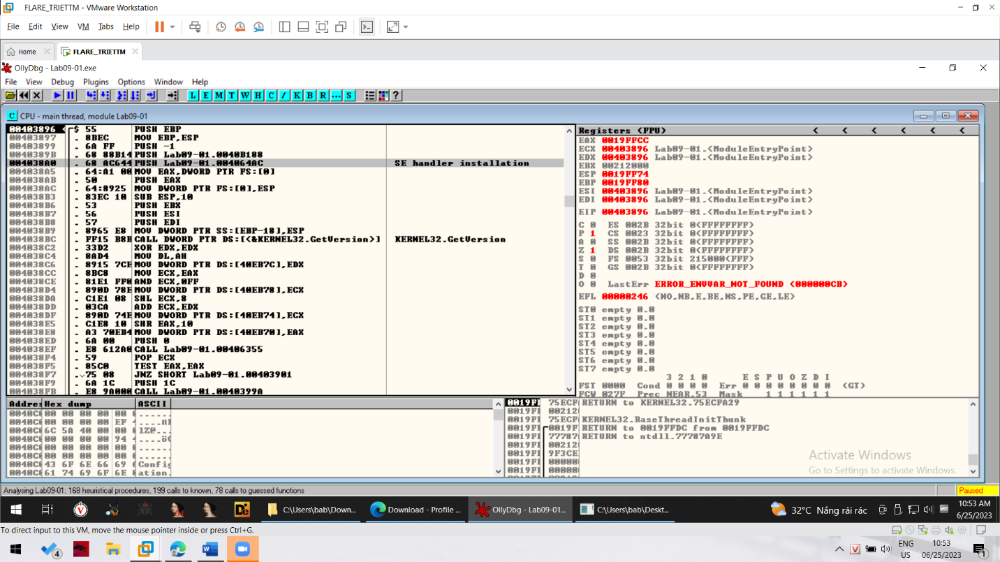 FLARE_TRIETTM - VMware Workstation
File Edit View VM Tabs Help
Home FLARE_TRIETTM
OllyDbg - Lab09-01.exe
File View Debug Plugins Options Window Help
L E M T W H C / K B R ... S ?
C CPU - main thread, module Lab09-01
00403896 $ 55 PUSH EBP
00403897 . 8BEC MOV EBP,ESP
00403899 . 6A FF PUSH -1
0040389B . 68 88B14 PUSH Lab09-01.0040B188
004038A0 . 68 AC644 PUSH Lab09-01.004064AC SE handler installation
004038A5 . 64:A1 00 MOV EAX,DWORD PTR FS:[0]
004038AB . 50 PUSH EAX
004038AC . 64:8925 MOV DWORD PTR FS:[0],ESP
004038B3 . 83EC 10 SUB ESP,10
004038B6 . 53 PUSH EBX
004038B7 . 56 PUSH ESI
004038B8 . 57 PUSH EDI
004038B9 . 8965 E8 MOV DWORD PTR SS:[EBP-18],ESP
004038BC . FF15 B8B CALL DWORD PTR DS:[<&KERNEL32.GetVersion>] KERNEL32.GetVersion
004038C2 . 33D2 XOR EDX,EDX
004038C4 . 8AD4 MOV DL,AH
004038C6 . 8915 7CE MOV DWORD PTR DS:[40EB7C],EDX
004038CC . 8BC8 MOV ECX,EAX
004038CE . 81E1 FF0 AND ECX,0FF
004038D4 . 890D 78E MOV DWORD PTR DS:[40EB78],ECX
004038DA . C1E1 08 SHL ECX,8
004038DD . 03CA ADD ECX,EDX
004038DF . 890D 74E MOV DWORD PTR DS:[40EB74],ECX
004038E5 . C1E8 10 SHR EAX,10
004038E8 . A3 70EB4 MOV DWORD PTR DS:[40EB70],EAX
004038ED . 6A 00 PUSH 0
004038EF . E8 612A0 CALL Lab09-01.00406355
004038F4 . 59 POP ECX
004038F5 . 85C0 TEST EAX,EAX
004038F7 . 75 08 JNZ SHORT Lab09-01.00403901
004038F9 . 6A 1C PUSH 1C
004038FB . E8 9A000 CALL Lab09-01.0040399A
Registers (FPU) < < < < < <
EAX 0019FFCC
ECX 00403896 Lab09-01.<ModuleEntryPoint>
EDX 00403896 Lab09-01.<ModuleEntryPoint>
EBX 00212000
ESP 0019FF74
EBP 0019FF80
ESI 00403896 Lab09-01.<ModuleEntryPoint>
EDI 00403896 Lab09-01.<ModuleEntryPoint>
EIP 00403896 Lab09-01.<ModuleEntryPoint>
C 0 ES 002B 32bit 0(FFFFFFFF)
P 1 CS 0023 32bit 0(FFFFFFFF)
A 0 SS 002B 32bit 0(FFFFFFFF)
Z 1 DS 002B 32bit 0(FFFFFFFF)
S 0 FS 0053 32bit 215000(FFF)
T 0 GS 002B 32bit 0(FFFFFFFF)
D 0
O 0 LastErr ERROR_ENVVAR_NOT_FOUND (000000CB)
EFL 00000246 (NO,NB,E,BE,NS,PE,GE,LE)
ST0 empty 0.0
ST1 empty 0.0
ST2 empty 0.0
ST3 empty 0.0
ST4 empty 0.0
ST5 empty 0.0
ST6 empty 0.0
ST7 empty 0.0
3 2 1 0 E S P U O Z D I
FST 0000 Cond 0 0 0 0 Err 0 0 0 0 0 0 0 0 (GT)
FCW 027F Prec NEAR,53 Mask 1 1 1 1 1 1
Addres Hex dump ASCII
0040C0 00 00 00 00 00 0 ......
0040C0 00 00 00 00 EF 4
0040C0 6C 5A 40 00 00 0 lZ@...
0040C0 00 00 00 00 94 4 ....öC
0040C0 00 00 00 00 00 0 ......
0040C0 00 00 00 00 00 0 ......
0040C0 43 6F 6E 66 69 6 Config
0040C0 61 74 69 6F 6E 0 ation.
0019F 75ECF RETURN to KERNEL32.75ECFA29
0019F 00212
0019F 75ECF KERNEL32.BaseThreadInitThunk
0019F 0019F RETURN to 0019FFDC from 0019FFDC
0019F 77787 RETURN to ntdll.77787A9E
0019F 00212
0019F 9F3CE
0019F 00000
0019F 00000
Activate Windows
Go to Settings to activate Windows.
Analysing Lab09-01: 168 heuristical procedures, 199 calls to known, 78 calls to guessed functions Paused
De C:\Users\bab\Down... Download - Profile ... OllyDbg - Lab09-01... C:\Users\bab\Deskt... 32°C Nắng rải rác 10:53 AM
6/25/2023
To direct input to this VM, move the mouse pointer inside or press Ctrl+G.
4 W V ENG 10:53 1
US 06/25/2023